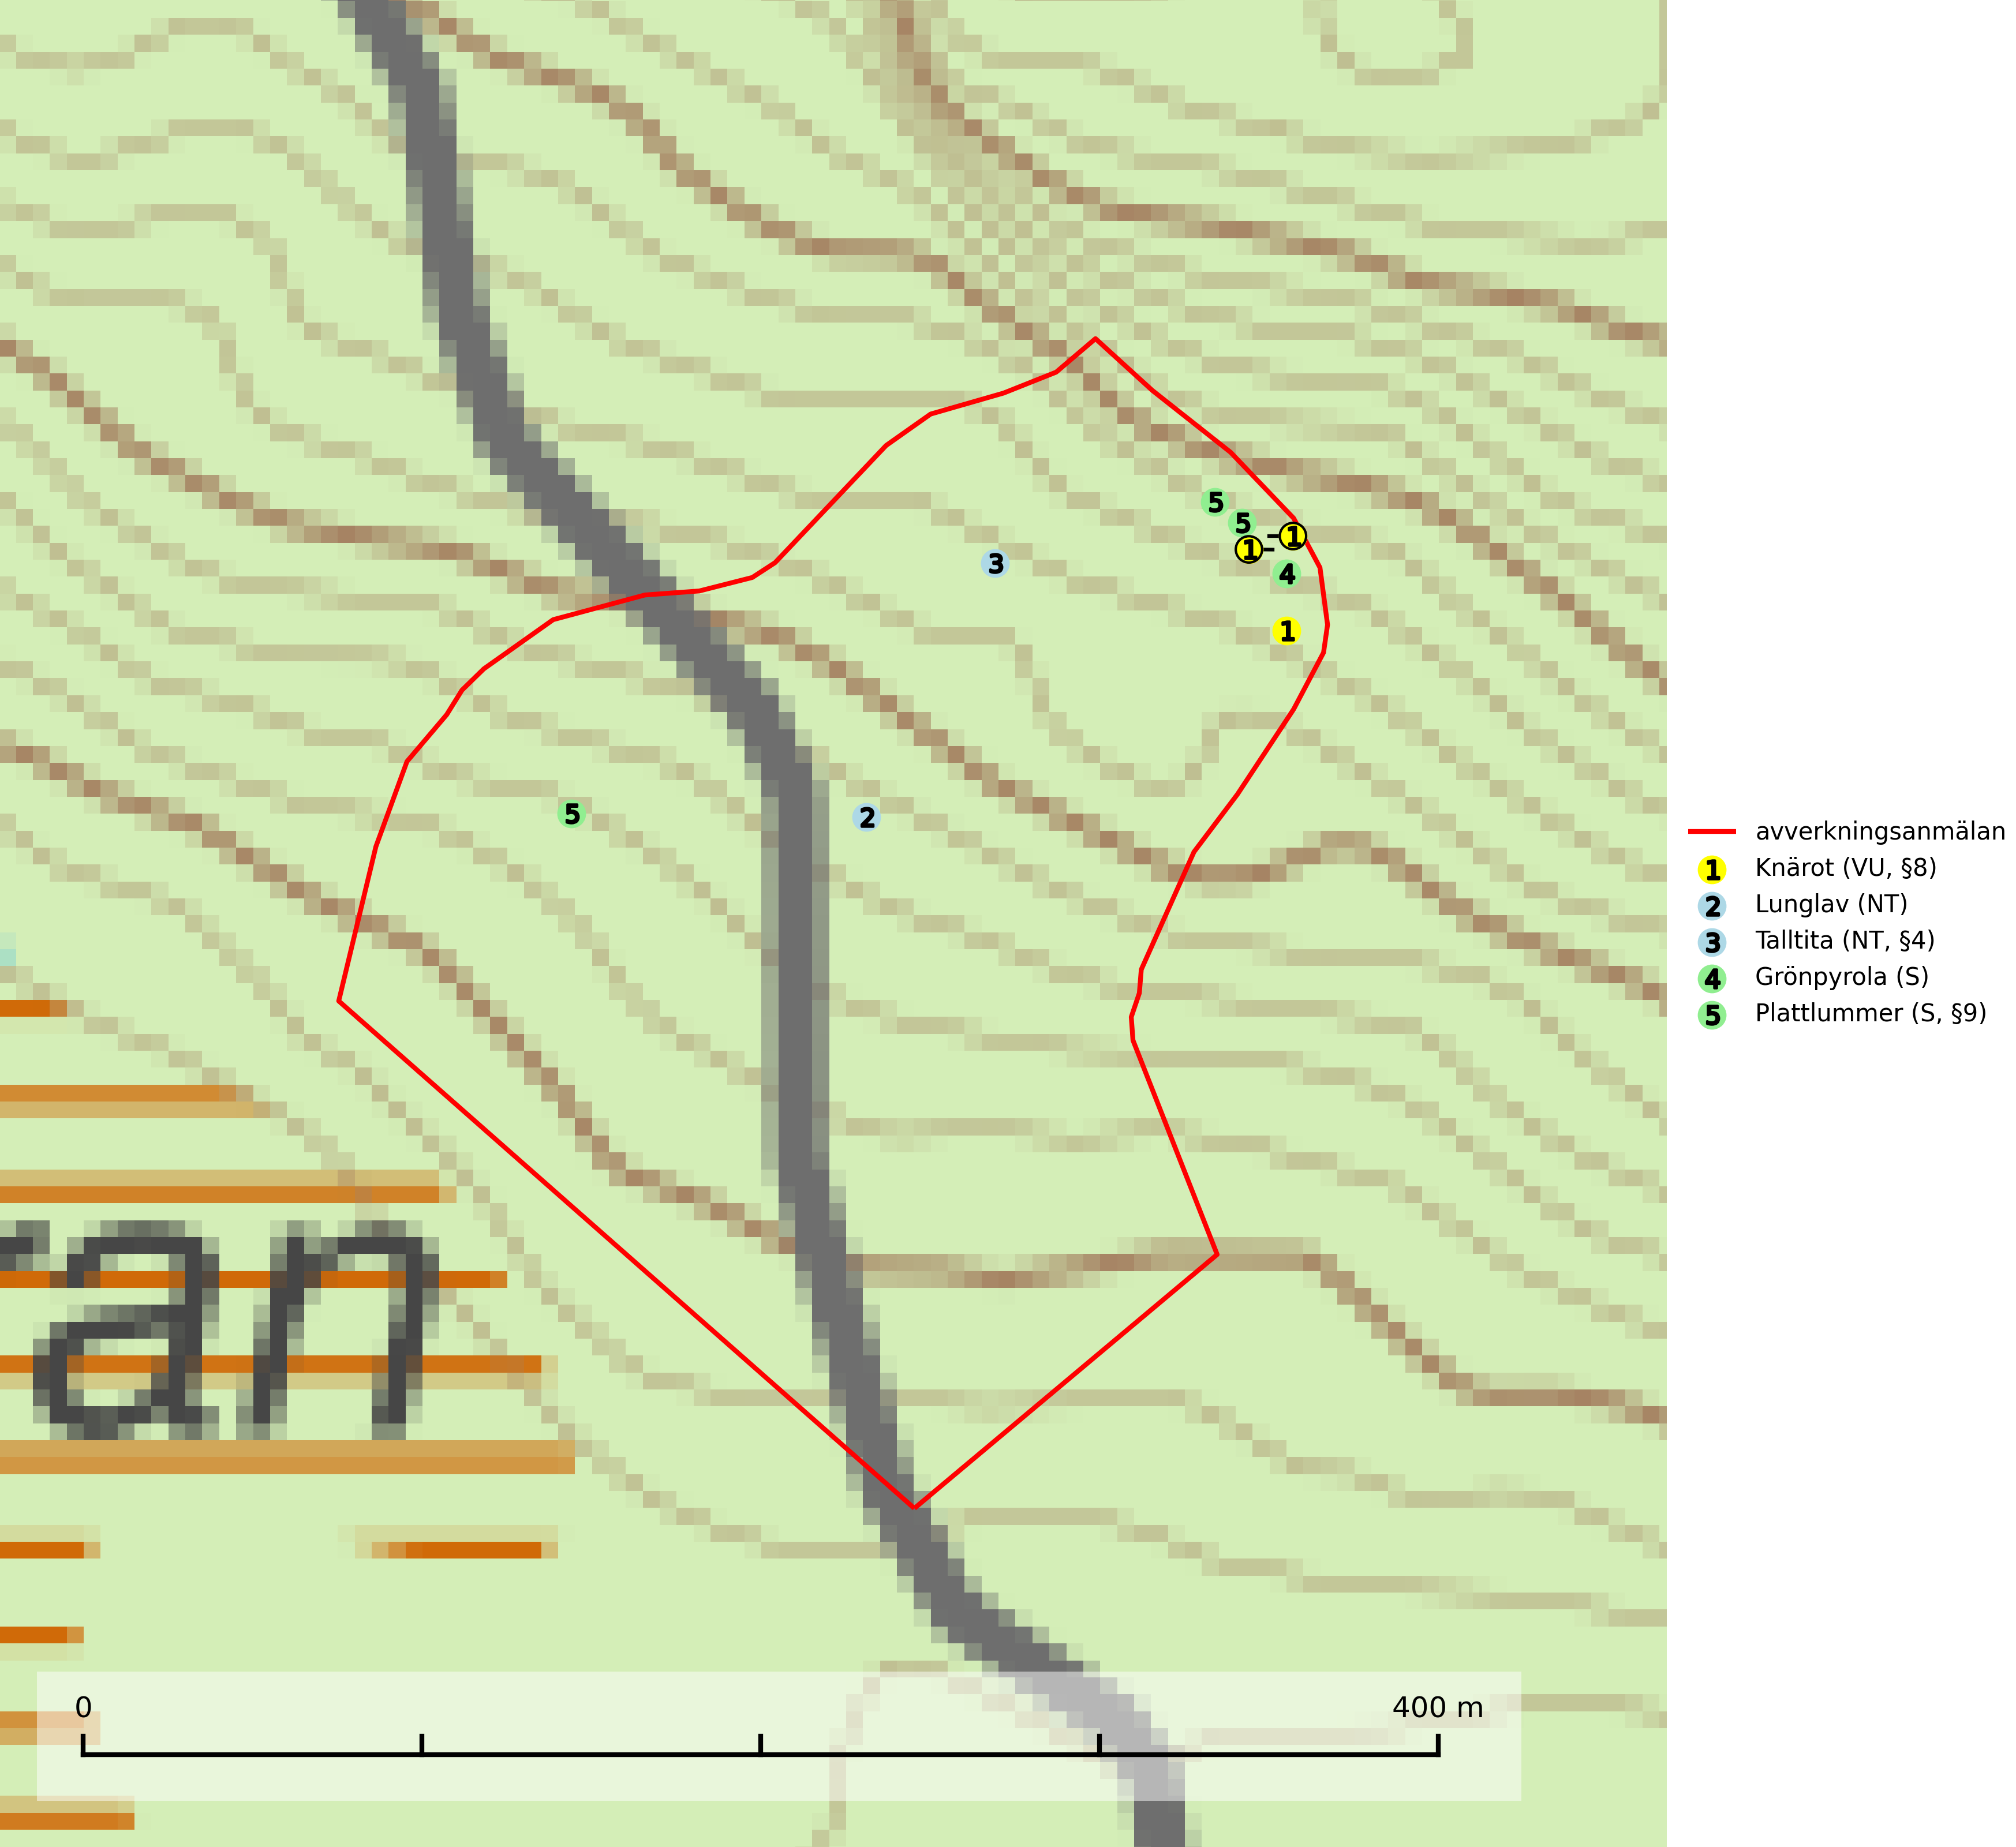 5
5
1
1
3
4
1
5
2
an
avverkningsanmälan
1 Knärot (VU, §8)
2 Lunglav (NT)
3 Talltita (NT, §4)
4 Grönpyrola (S)
5 Plattlummer (S, §9)
0 400 m